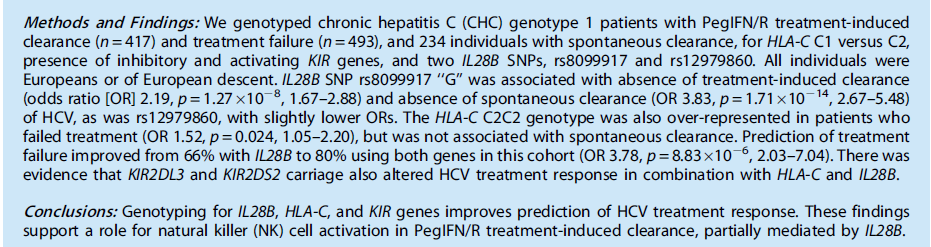 Methods and Findings: We genotyped chronic hepatitis C (CHC) genotype 1 patients with PegIFN/R treatment-induced
clearance (n = 417) and treatment failure (n = 493), and 234 individuals with spontaneous clearance, for HLA-C C1 versus C2,
presence of inhibitory and activating KIR genes, and two IL28B SNPs, rs8099917 and rs12979860. All individuals were
Europeans or of European descent. IL28B SNP rs8099917 “G” was associated with absence of treatment-induced clearance
(odds ratio [OR] 2.19, p = 1.27×10⁻⁸, 1.67–2.88) and absence of spontaneous clearance (OR 3.83, p = 1.71×10⁻¹⁴, 2.67–5.48)
of HCV, as was rs12979860, with slightly lower ORs. The HLA-C C2C2 genotype was also over-represented in patients who
failed treatment (OR 1.52, p = 0.024, 1.05–2.20), but was not associated with spontaneous clearance. Prediction of treatment
failure improved from 66% with IL28B to 80% using both genes in this cohort (OR 3.78, p = 8.83×10⁻⁶, 2.03–7.04). There was
evidence that KIR2DL3 and KIR2DS2 carriage also altered HCV treatment response in combination with HLA-C and IL28B.
Conclusions: Genotyping for IL28B, HLA-C, and KIR genes improves prediction of HCV treatment response. These findings
support a role for natural killer (NK) cell activation in PegIFN/R treatment-induced clearance, partially mediated by IL28B.